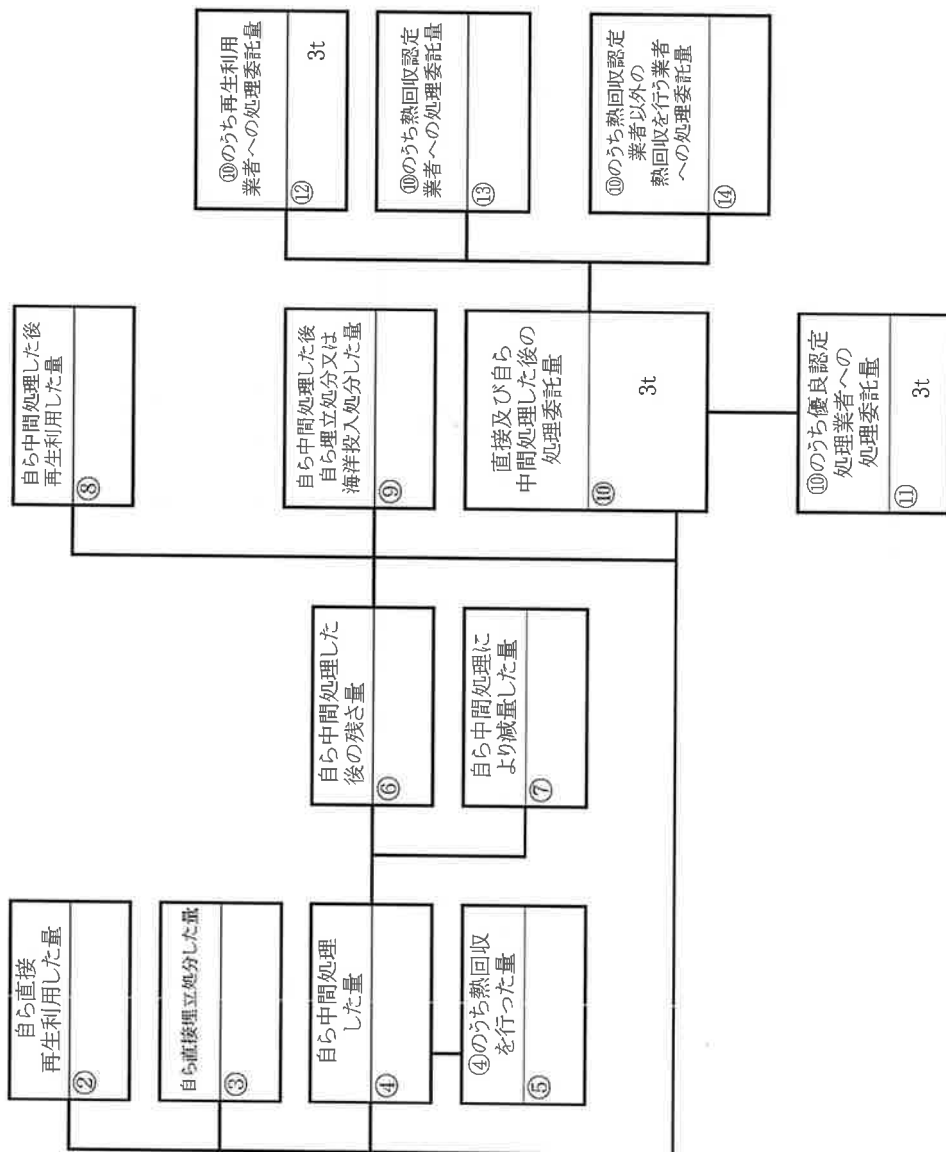 自ら直接
再生利用した量
②
自ら直接埋立処分した量
③
自ら中間処理
した量
④
④のうち熱回収
を行った量
⑤
自ら中間処理した
後の残さ量
⑥
自ら中間処理に
より減量した量
⑦
自ら中間処理した後
再生利用した量
⑧
自ら中間処理した後
自ら埋立処分又は
海洋投入処分した量
⑨
直接及び自ら
中間処理した後の
処理委託量
⑩
3t
⑩のうち優良認定
処理業者への
処理委託量
⑪
3t
⑩のうち再生利用
業者への処理委託量
⑫
3t
⑩のうち熱回収認定
業者への処理委託量
⑬
⑩のうち熱回収認定
業者以外の
熱回収を行う業者
への処理委託量
⑭